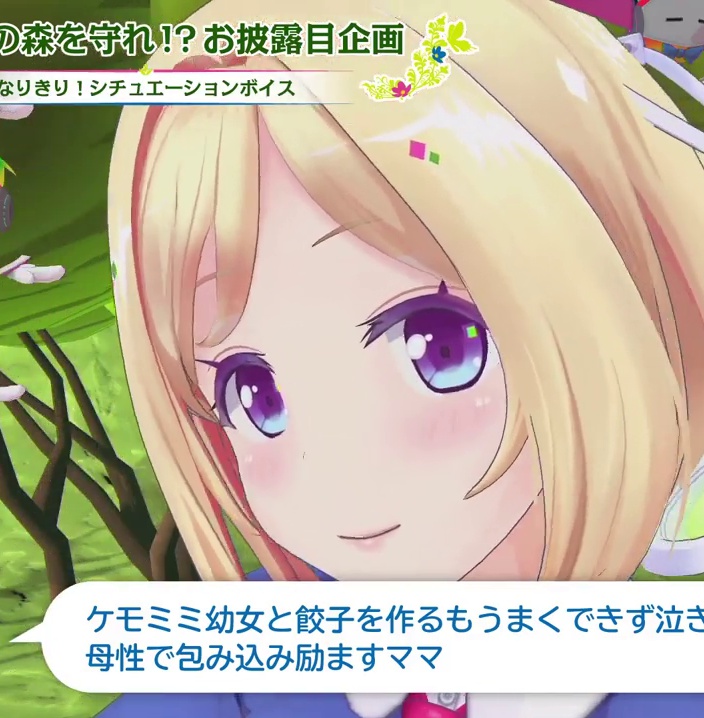 の森を守れ!?お披露目企画
なりきり!シチュエーションボイス
ケモミミ幼女と餃子を作るもうまくできず泣き
母性で包み込み励ますママ